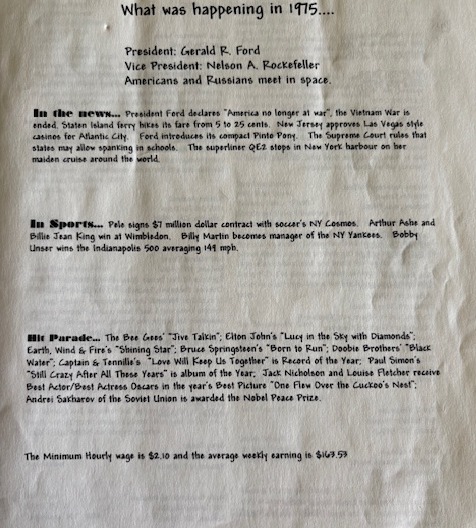 What was happening in 1975....
President: Gerald R. Ford
Vice President: Nelson A. Rockefeller
Americans and Russians meet in space.
In the news... President Ford declares "America no longer at war", the Vietnam War is
ended. Staten Island ferry hikes its fare from 5 to 25 cents. New Jersey approves Las Vegas style
casinos for Atlantic City. Ford introduces its compact Pinto Pony. The Supreme Court rules that
states may allow spanking in schools. The superliner QE2 stops in New York harbour on her
maiden cruise around the world.
In Sports... Pele signs $7 million dollar contract with soccer's NY Cosmos. Arthur Ashe and
Billie Jean King win at Wimbledon. Billy Martin becomes manager of the NY Yankees. Bobby
Unser wins the Indianapolis 500 averaging 149 mph.
Hit Parade... The Bee Gees' "Jive Talkin"; Elton John's "Lucy in the Sky with Diamonds";
Earth, Wind & Fire's "Shining Star"; Bruce Springsteen's "Born to Run"; Doobie Brothers' "Black
Water"; Captain & Tennille's "Love Will Keep Us Together" is Record of the Year; Paul Simon's
"Still Crazy After All These Years" is album of the Year; Jack Nicholson and Louise Fletcher receive
Best Actor/Best Actress Oscars in the year's Best Picture "One Flew Over the Cuckoo's Nest";
Andrei Sakharov of the Soviet Union is awarded the Nobel Peace Prize.
The Minimum Hourly wage is $2.10 and the average weekly earning is $163.53